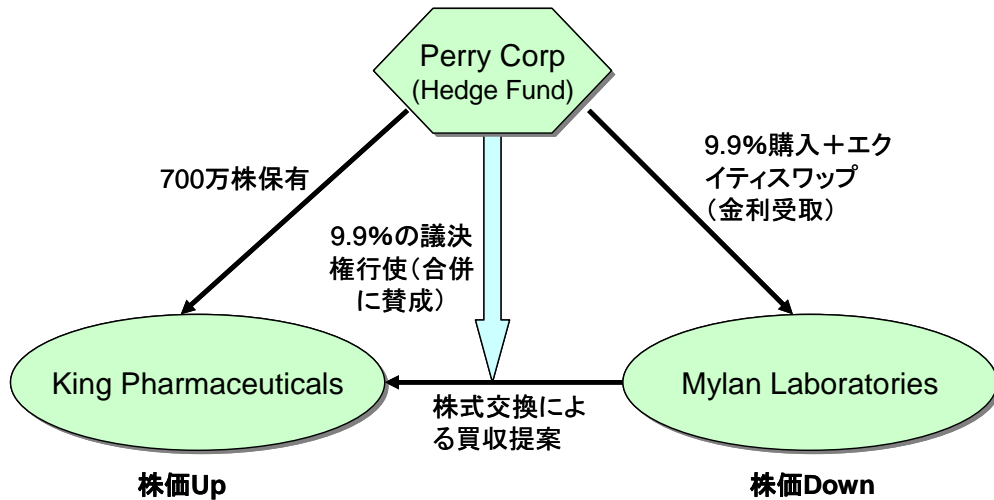 Perry Corp
(Hedge Fund)
700万株保有
9.9%の議決
権行使(合併
に賛成)
9.9%購入＋エク
イティスワップ
(金利受取)
King Pharmaceuticals
Mylan Laboratories
株式交換によ
る買収提案
株価Up
株価Down